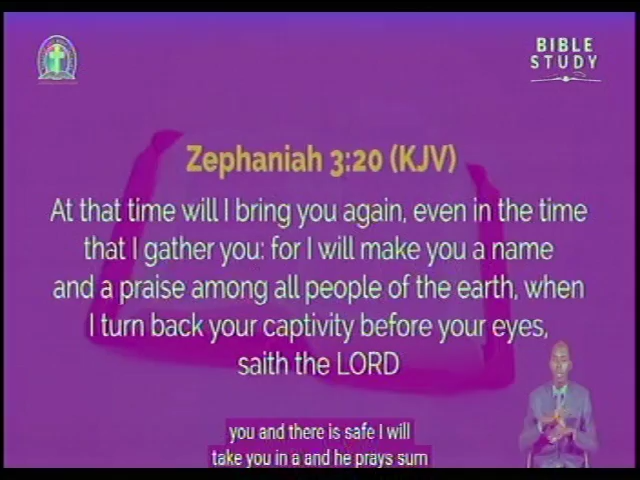 BIBLE
STUDY
Zephaniah 3:20 (KJV)
At that time will I bring you again, even in the time
that I gather you: for I will make you a name
and a praise among all people of the earth, when
I turn back your captivity before your eyes,
saith the LORD
you and there is safe I will
take you in a and he prays sum